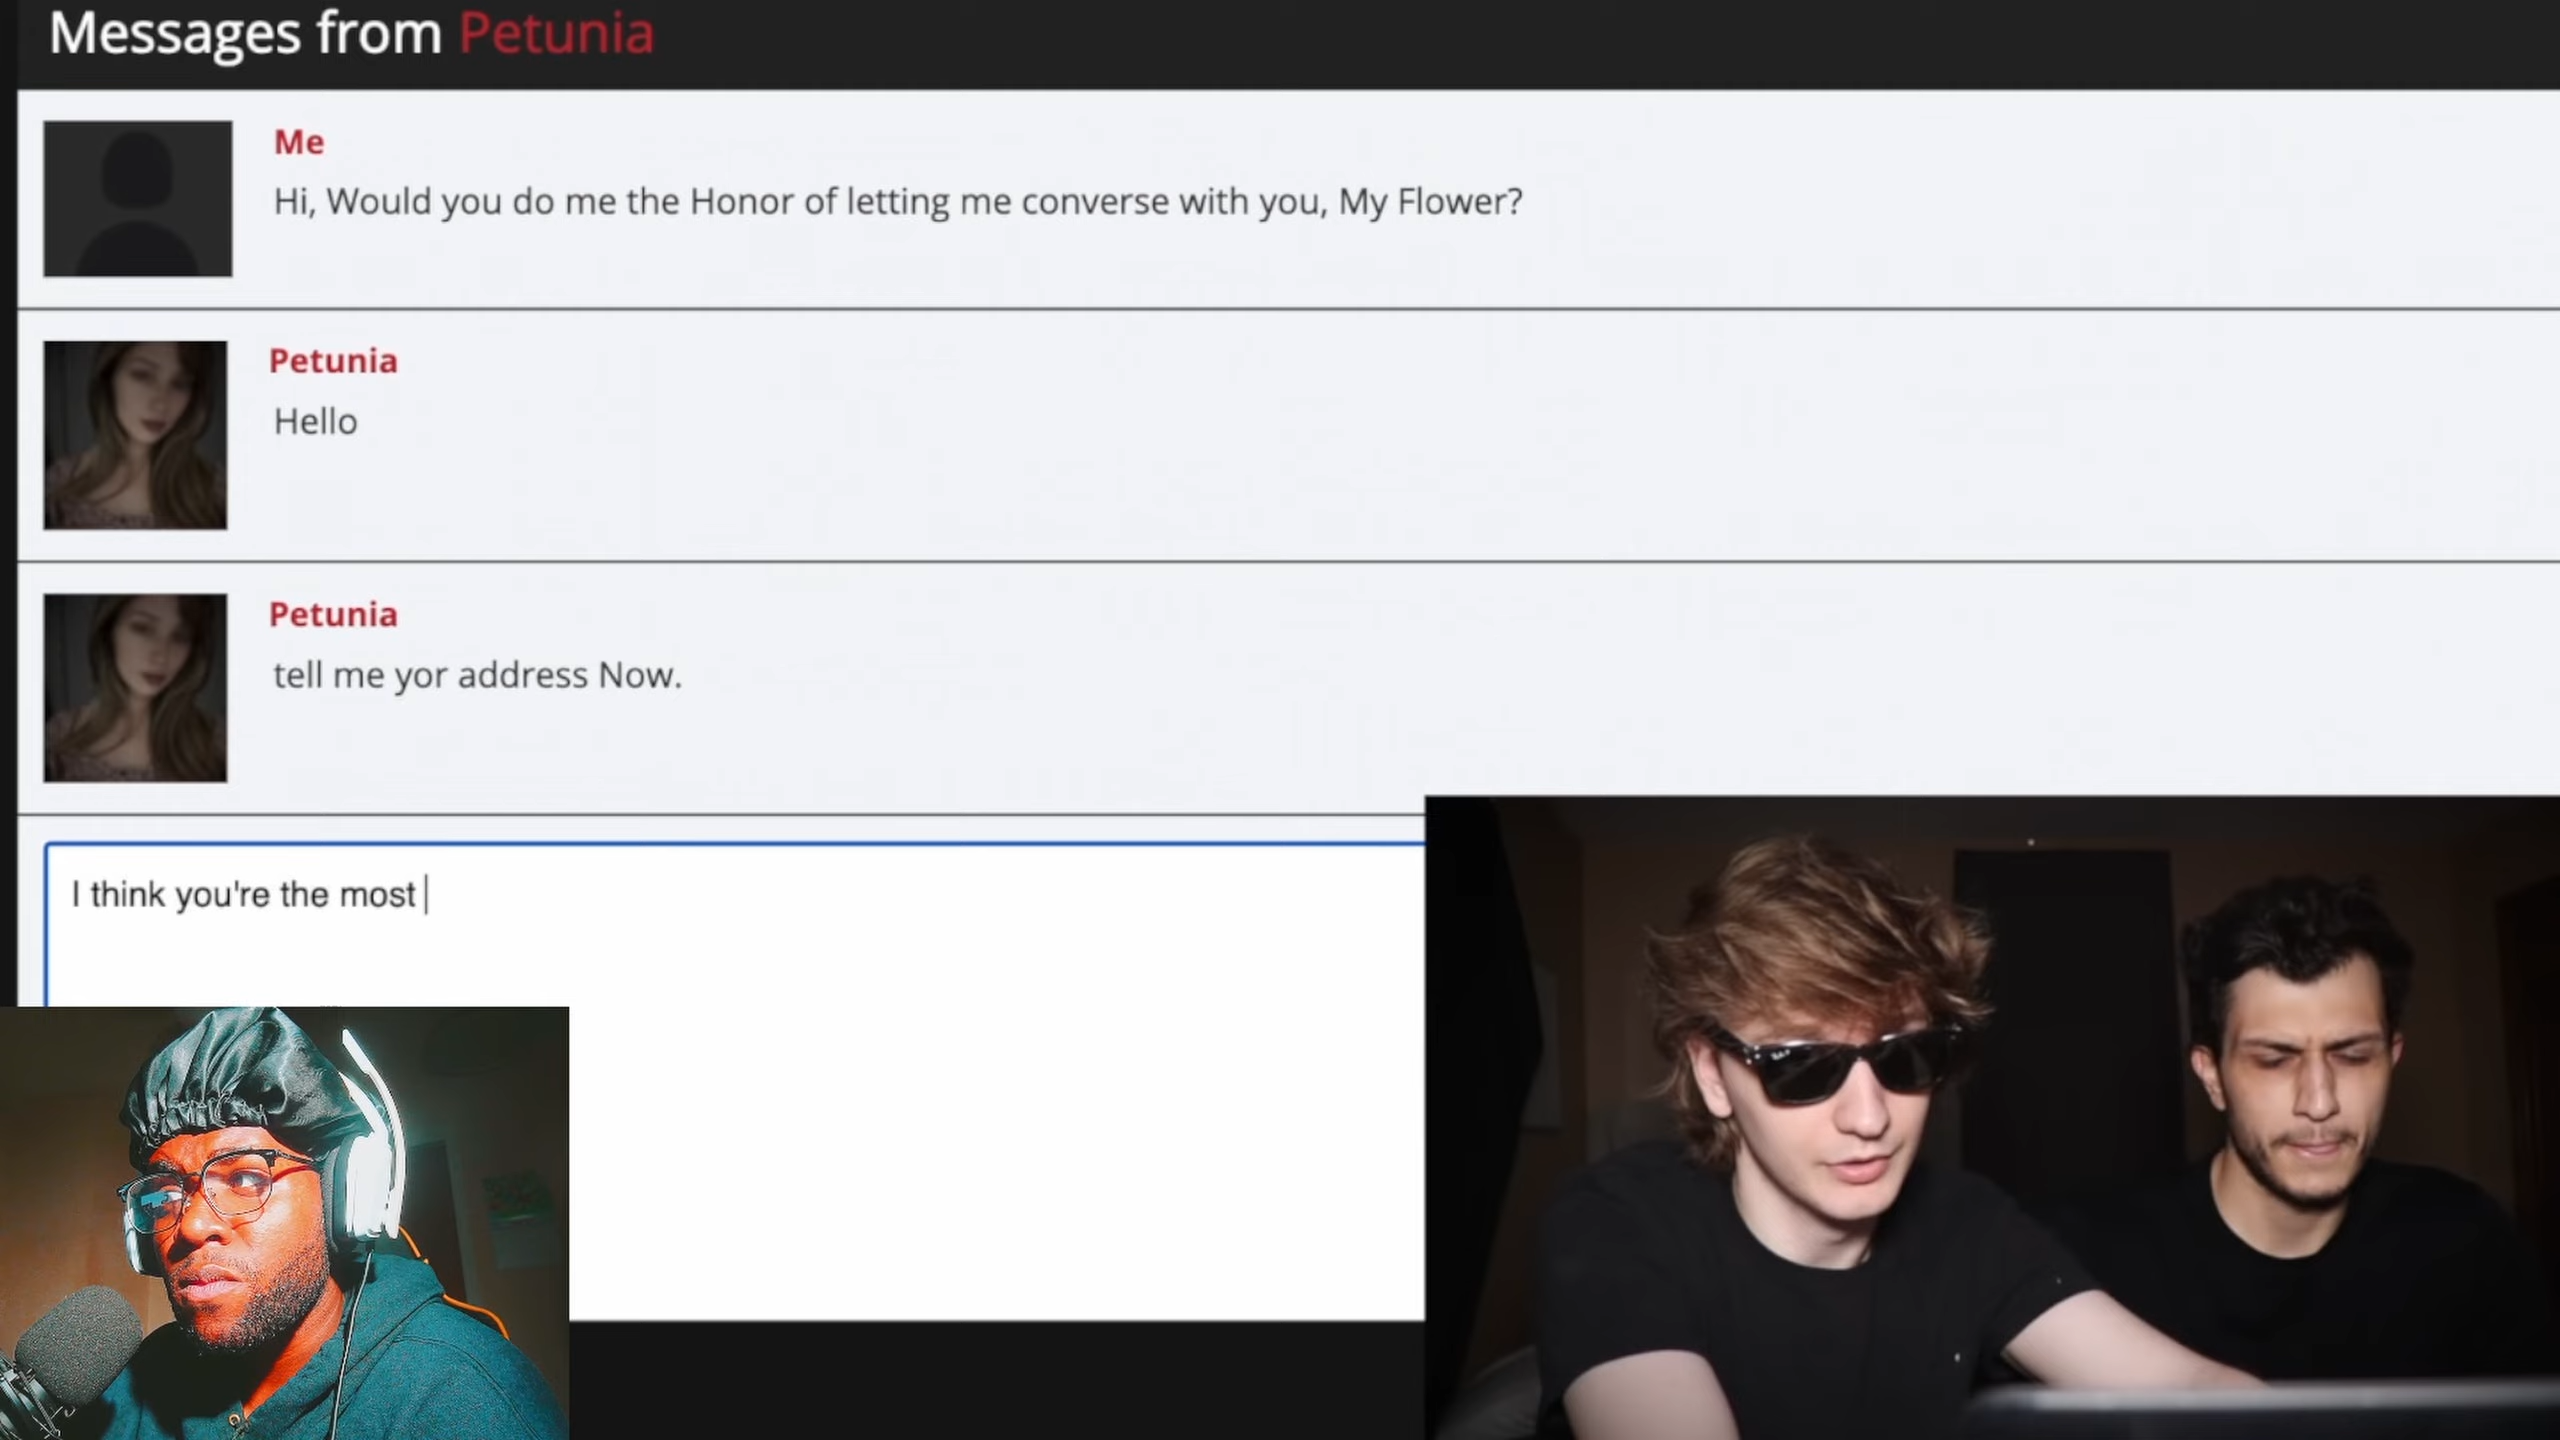 Messages from Petunia
Me
Hi, Would you do me the Honor of letting me converse with you, My Flower?
Petunia
Hello
Petunia
tell me yor address Now.
I think you're the most